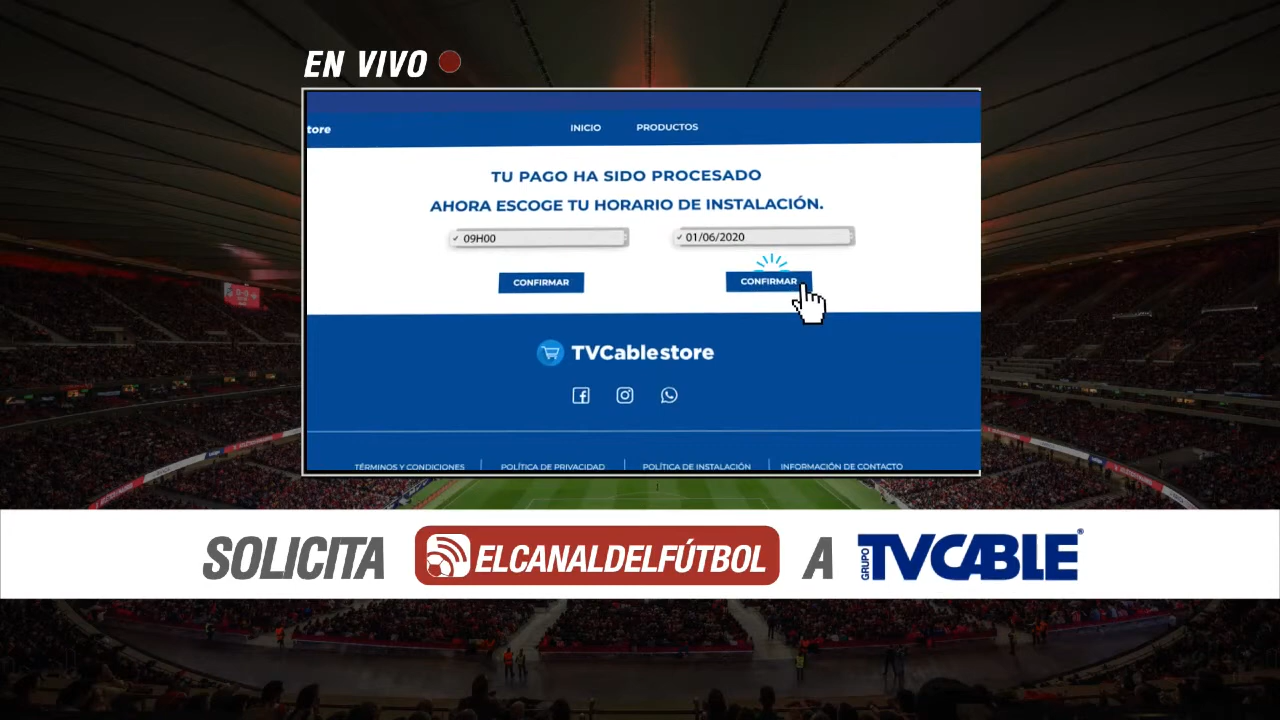 EN VIVO
tore
INICIO PRODUCTOS
TU PAGO HA SIDO PROCESADO
AHORA ESCOGE TU HORARIO DE INSTALACIÓN.
✓ 09H00 ✓ 01/06/2020
CONFIRMAR CONFIRMAR
TVCablestore
TÉRMINOS Y CONDICIONES POLÍTICA DE PRIVACIDAD POLÍTICA DE INSTALACIÓN INFORMACIÓN DE CONTACTO
SOLICITA ELCANALDELFÚTBOL A GRUPO TVCABLE®